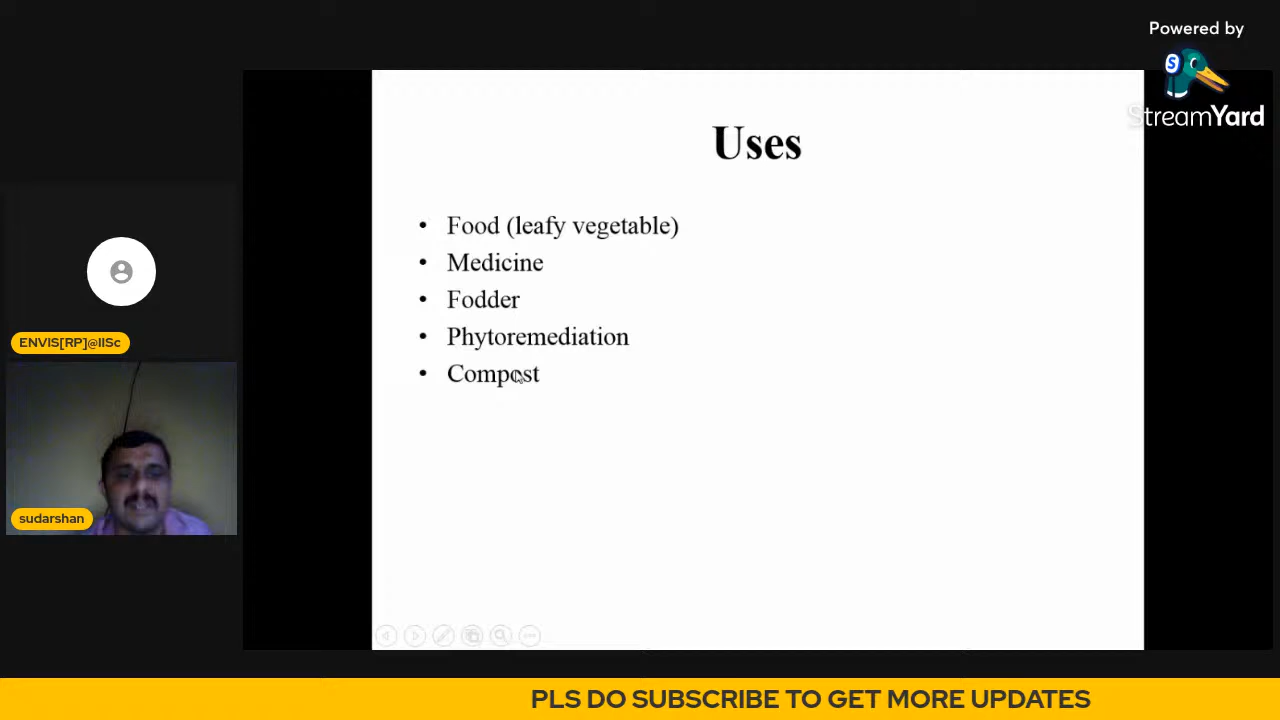 Powered by
StreamYard
Uses
• Food (leafy vegetable)
• Medicine
• Fodder
• Phytoremediation
• Compost
ENVIS[RP]@IISc
sudarshan
PLS DO SUBSCRIBE TO GET MORE UPDATES